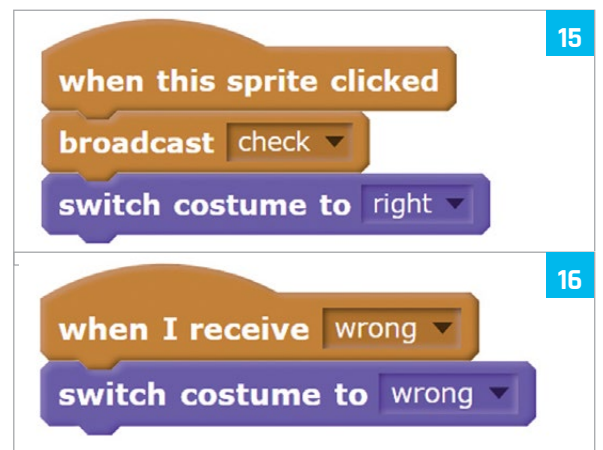 15
when this sprite clicked
broadcast check
switch costume to right
16
when I receive wrong
switch costume to wrong